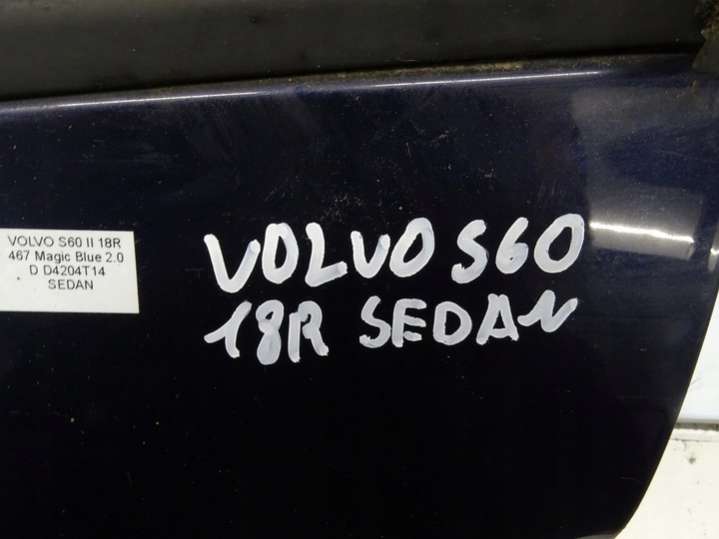 VOLVO S60 II 18R
467 Magic Blue 2.0
D D4204T14
SEDAN
VOLVO S60
18R SEDAN